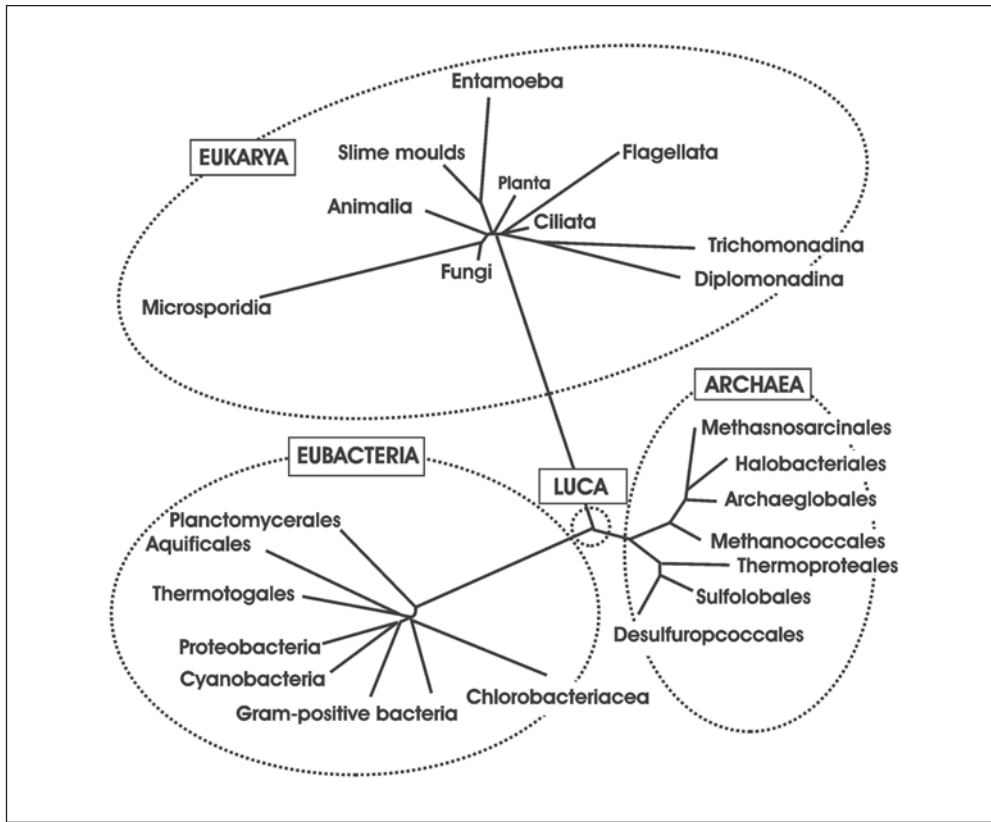 Entamoeba
EUKARYA
Slime moulds
Flagellata
Planta
Animalia
Ciliata
Trichomonadina
Fungi
Diplomonadina
Microsporidia
ARCHAEA
Methasnosarcinales
EUBACTERIA
Halobacteriales
LUCA
Archaeglobales
Planctomycerales
Methanococcales
Aquificales
Thermoproteales
Thermotogales
Sulfolobales
Desulfuropcoccales
Proteobacteria
Cyanobacteria
Chlorobacteriacea
Gram-positive bacteria